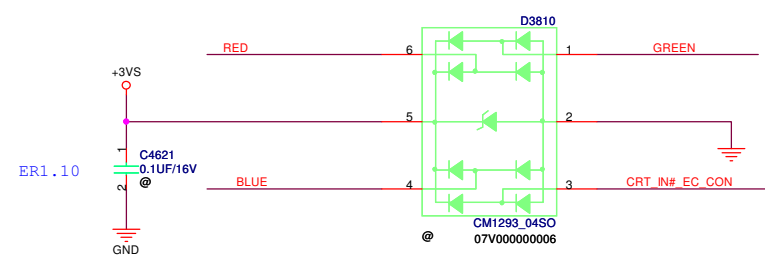 D3810
RED
6
1
GREEN
+3VS
5
2
1
C4621
0.1UF/16V
ER1.10
@
2
BLUE
4
3
CRT_IN#_EC_CON
CM1293_04SO
@
07V000000006
GND